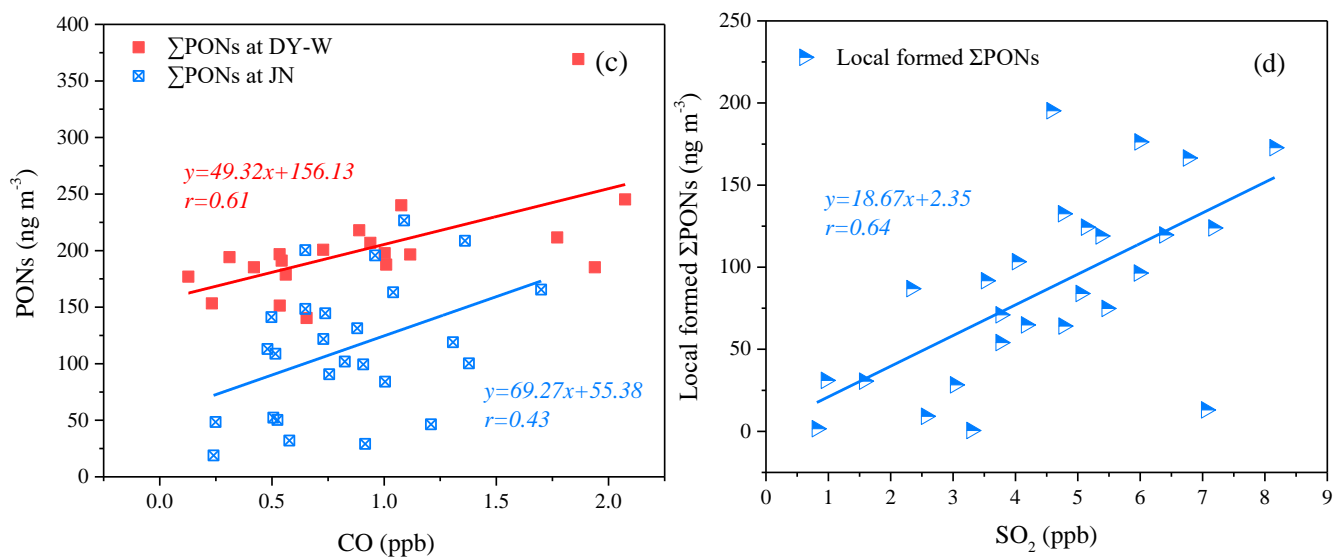 400
350
300
250
200
150
100
50
0
PONs (ng m⁻³)
∑PONs at DY-W
∑PONs at JN
(c)
y=49.32x+156.13
r=0.61
y=69.27x+55.38
r=0.43
0.0 0.5 1.0 1.5 2.0
CO (ppb)
250
200
150
100
50
0
-50
Local formed ΣPONs (ng m⁻³)
Local formed ΣPONs
(d)
y=18.67x+2.35
r=0.64
0 1 2 3 4 5 6 7 8 9
SO₂ (ppb)